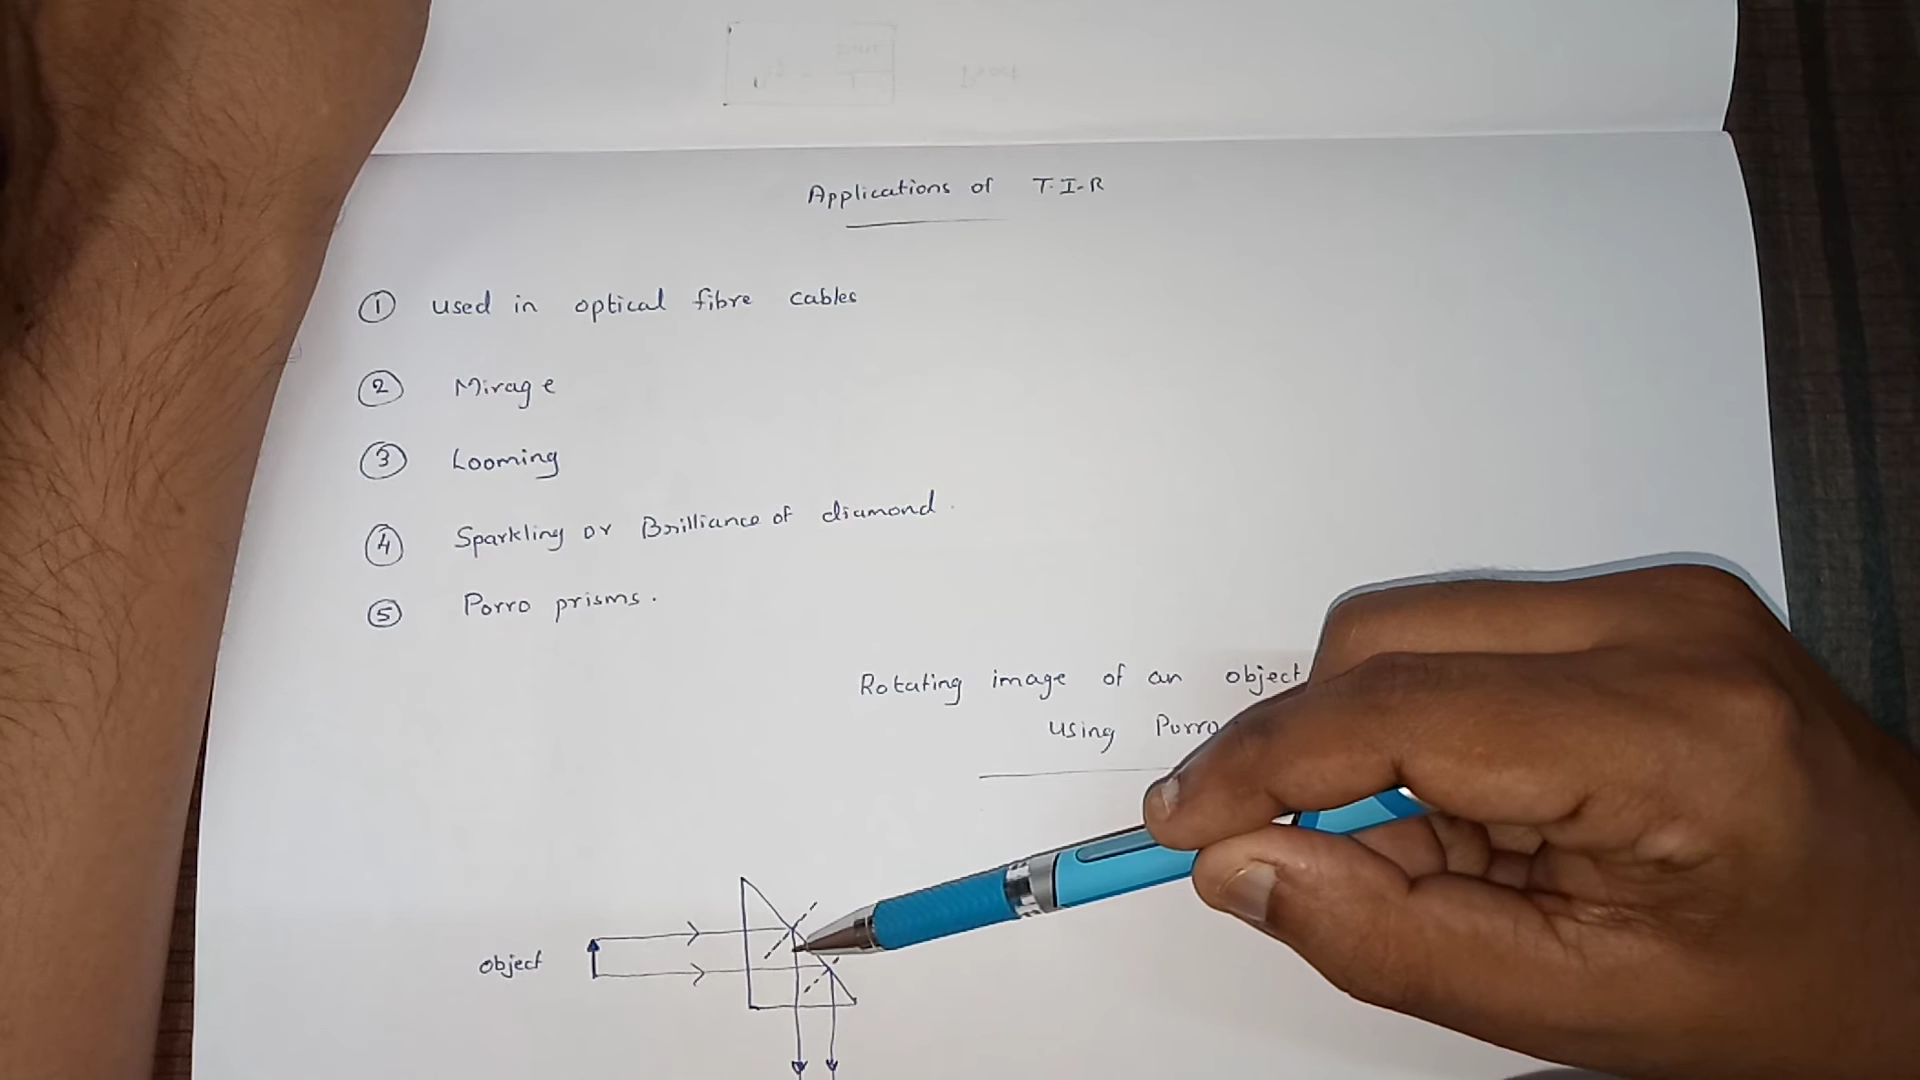 Applications of T.I.R
1 used in optical fibre cables
2 Mirage
3 Looming
4 Sparkling or Brilliance of diamond.
5 Porro prisms.
Rotating image of an object
using Porro
object